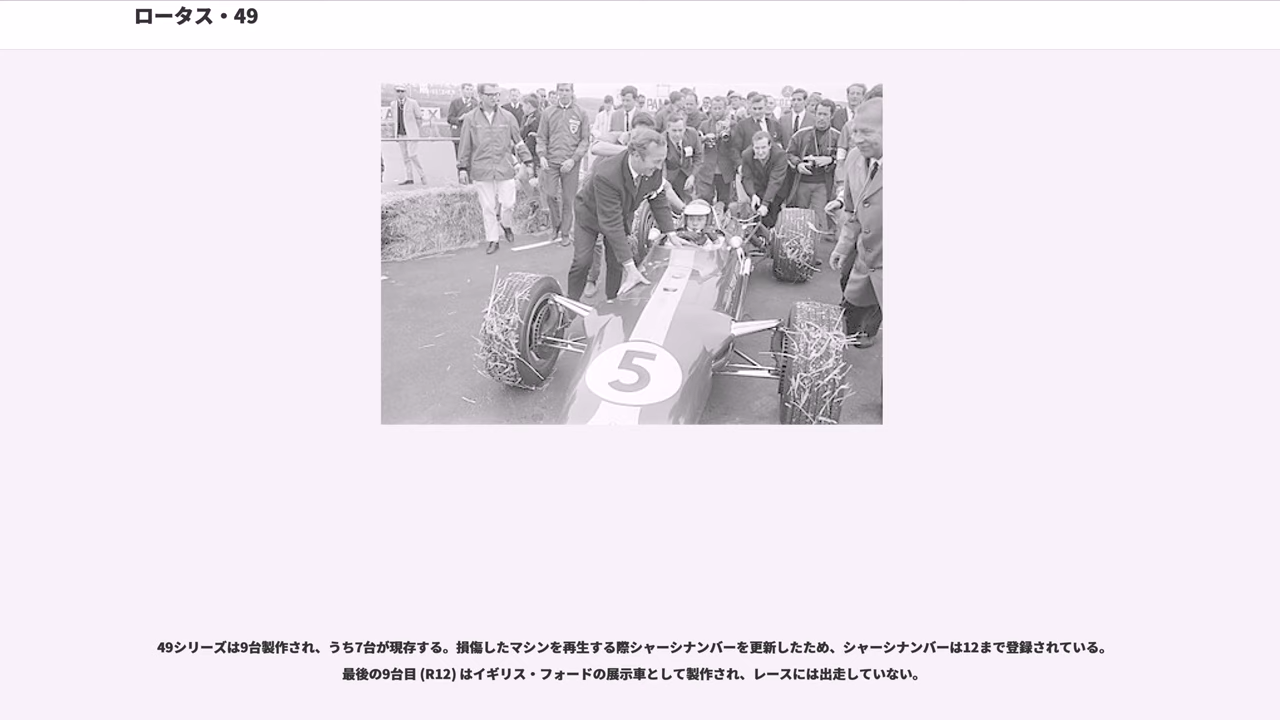 ロータス・49
5
49シリーズは9台製作され、うち7台が現存する。損傷したマシンを再生する際シャーシナンバーを更新したため、シャーシナンバーは12まで登録されている。
最後の9台目 (R12) はイギリス・フォードの展示車として製作され、レースには出走していない。